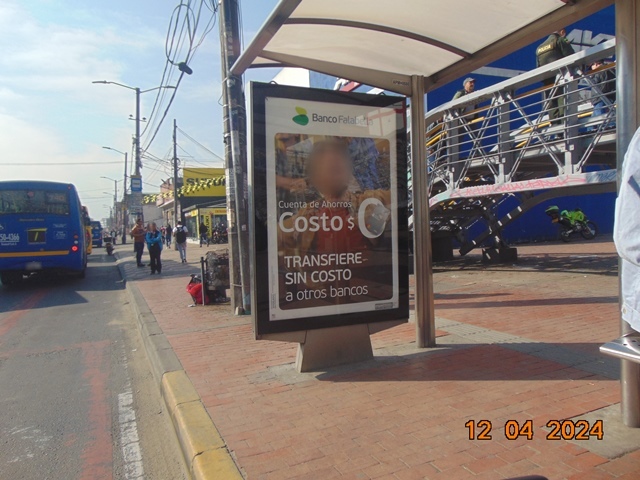 Banco Falabella
Cuenta de Ahorros
Costo $0
TRANSFIERE
SIN COSTO
a otros bancos
12 04 2024